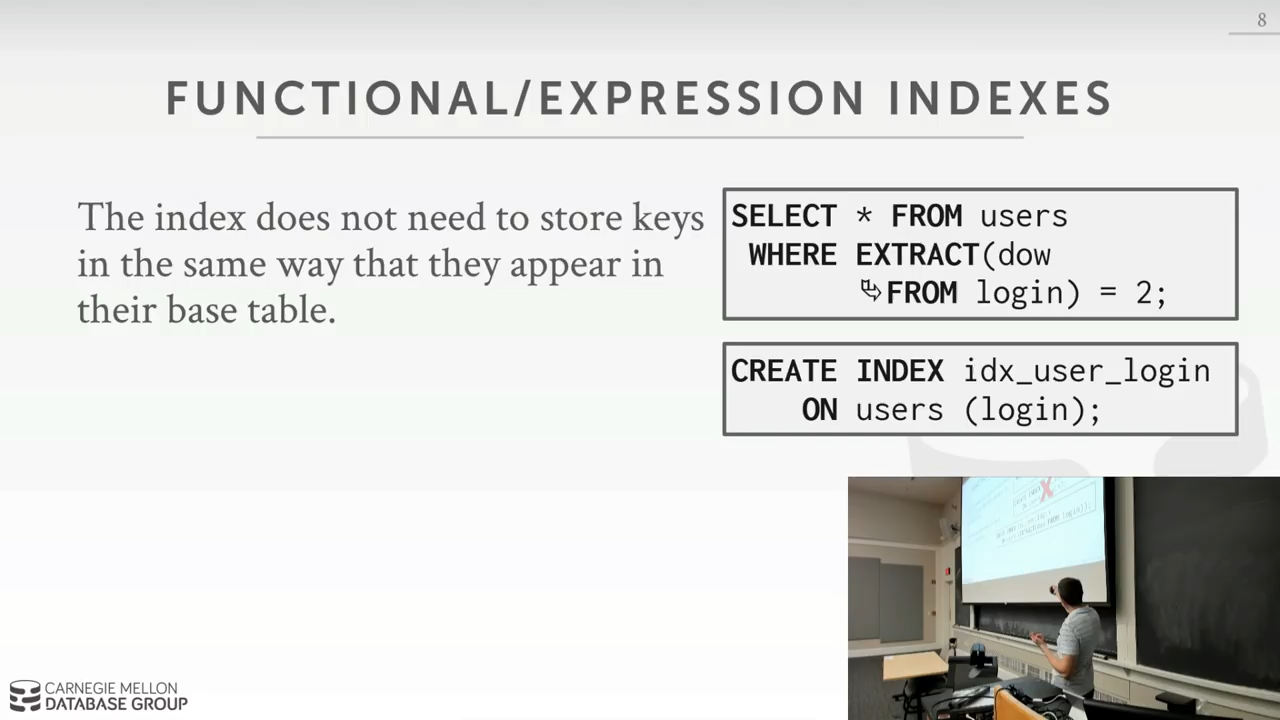 8
FUNCTIONAL/EXPRESSION INDEXES
The index does not need to store keys
in the same way that they appear in
their base table.
SELECT * FROM users
WHERE EXTRACT(dow
↳FROM login) = 2;
CREATE INDEX idx_user_login
ON users (login);
CARNEGIE MELLON
DATABASE GROUP